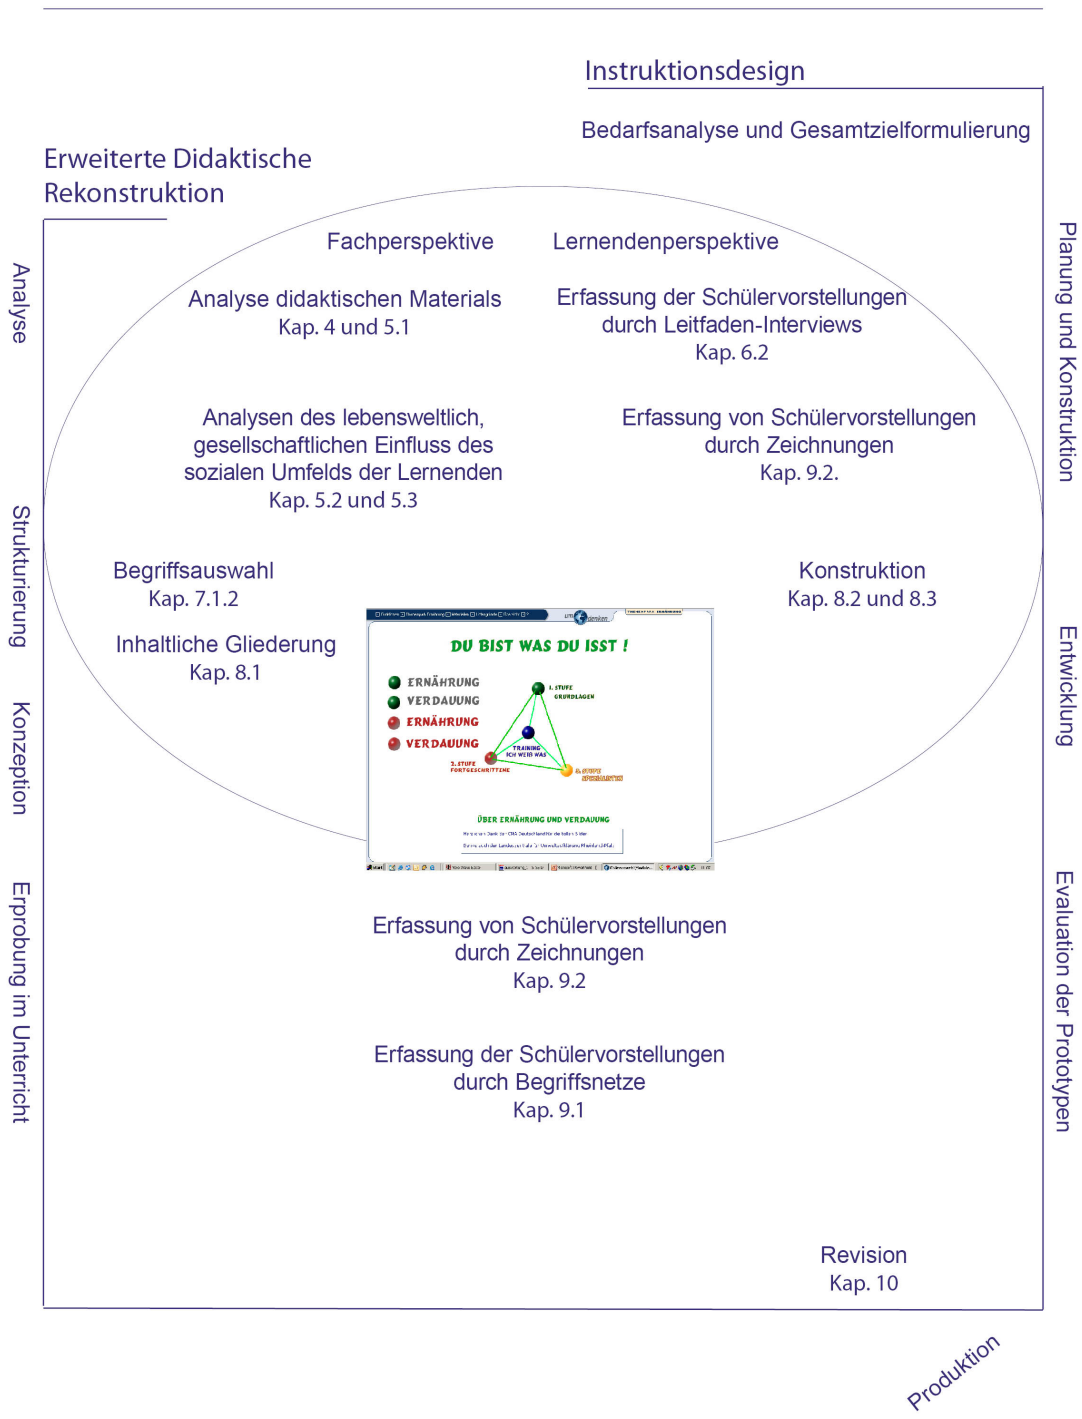 Instruktionsdesign
Bedarfsanalyse und Gesamtzielformulierung
Erweiterte Didaktische
Rekonstruktion
Fachperspektive
Lernendenperspektive
Analyse didaktischen Materials
Kap. 4 und 5.1
Erfassung der Schülervorstellungen
durch Leitfaden-Interviews
Kap. 6.2
Analysen des lebensweltlich,
gesellschaftlichen Einfluss des
sozialen Umfelds der Lernenden
Kap. 5.2 und 5.3
Erfassung von Schülervorstellungen
durch Zeichnungen
Kap. 9.2.
Begriffsauswahl
Kap. 7.1.2
Konstruktion
Kap. 8.2 und 8.3
Inhaltliche Gliederung
Kap. 8.1
DU BIST WAS DU ISST !
ERNÄHRUNG
VERDAUUNG
ERNÄHRUNG
VERDAUUNG
1. STUFE
GRUNDLAGEN
TRAINING
ICH WEIß WAS
2. STUFE
FORTGESCHRITTENE
3. STUFE
SPEZIALISTEN
ÜBER ERNÄHRUNG UND VERDAUUNG
Start
Erfassung von Schülervorstellungen
durch Zeichnungen
Kap. 9.2
Erfassung der Schülervorstellungen
durch Begriffsnetze
Kap. 9.1
Revision
Kap. 10
Analyse
Strukturierung
Konzeption
Erprobung im Unterricht
Planung und Konstruktion
Entwicklung
Evaluation der Prototypen
Produktion